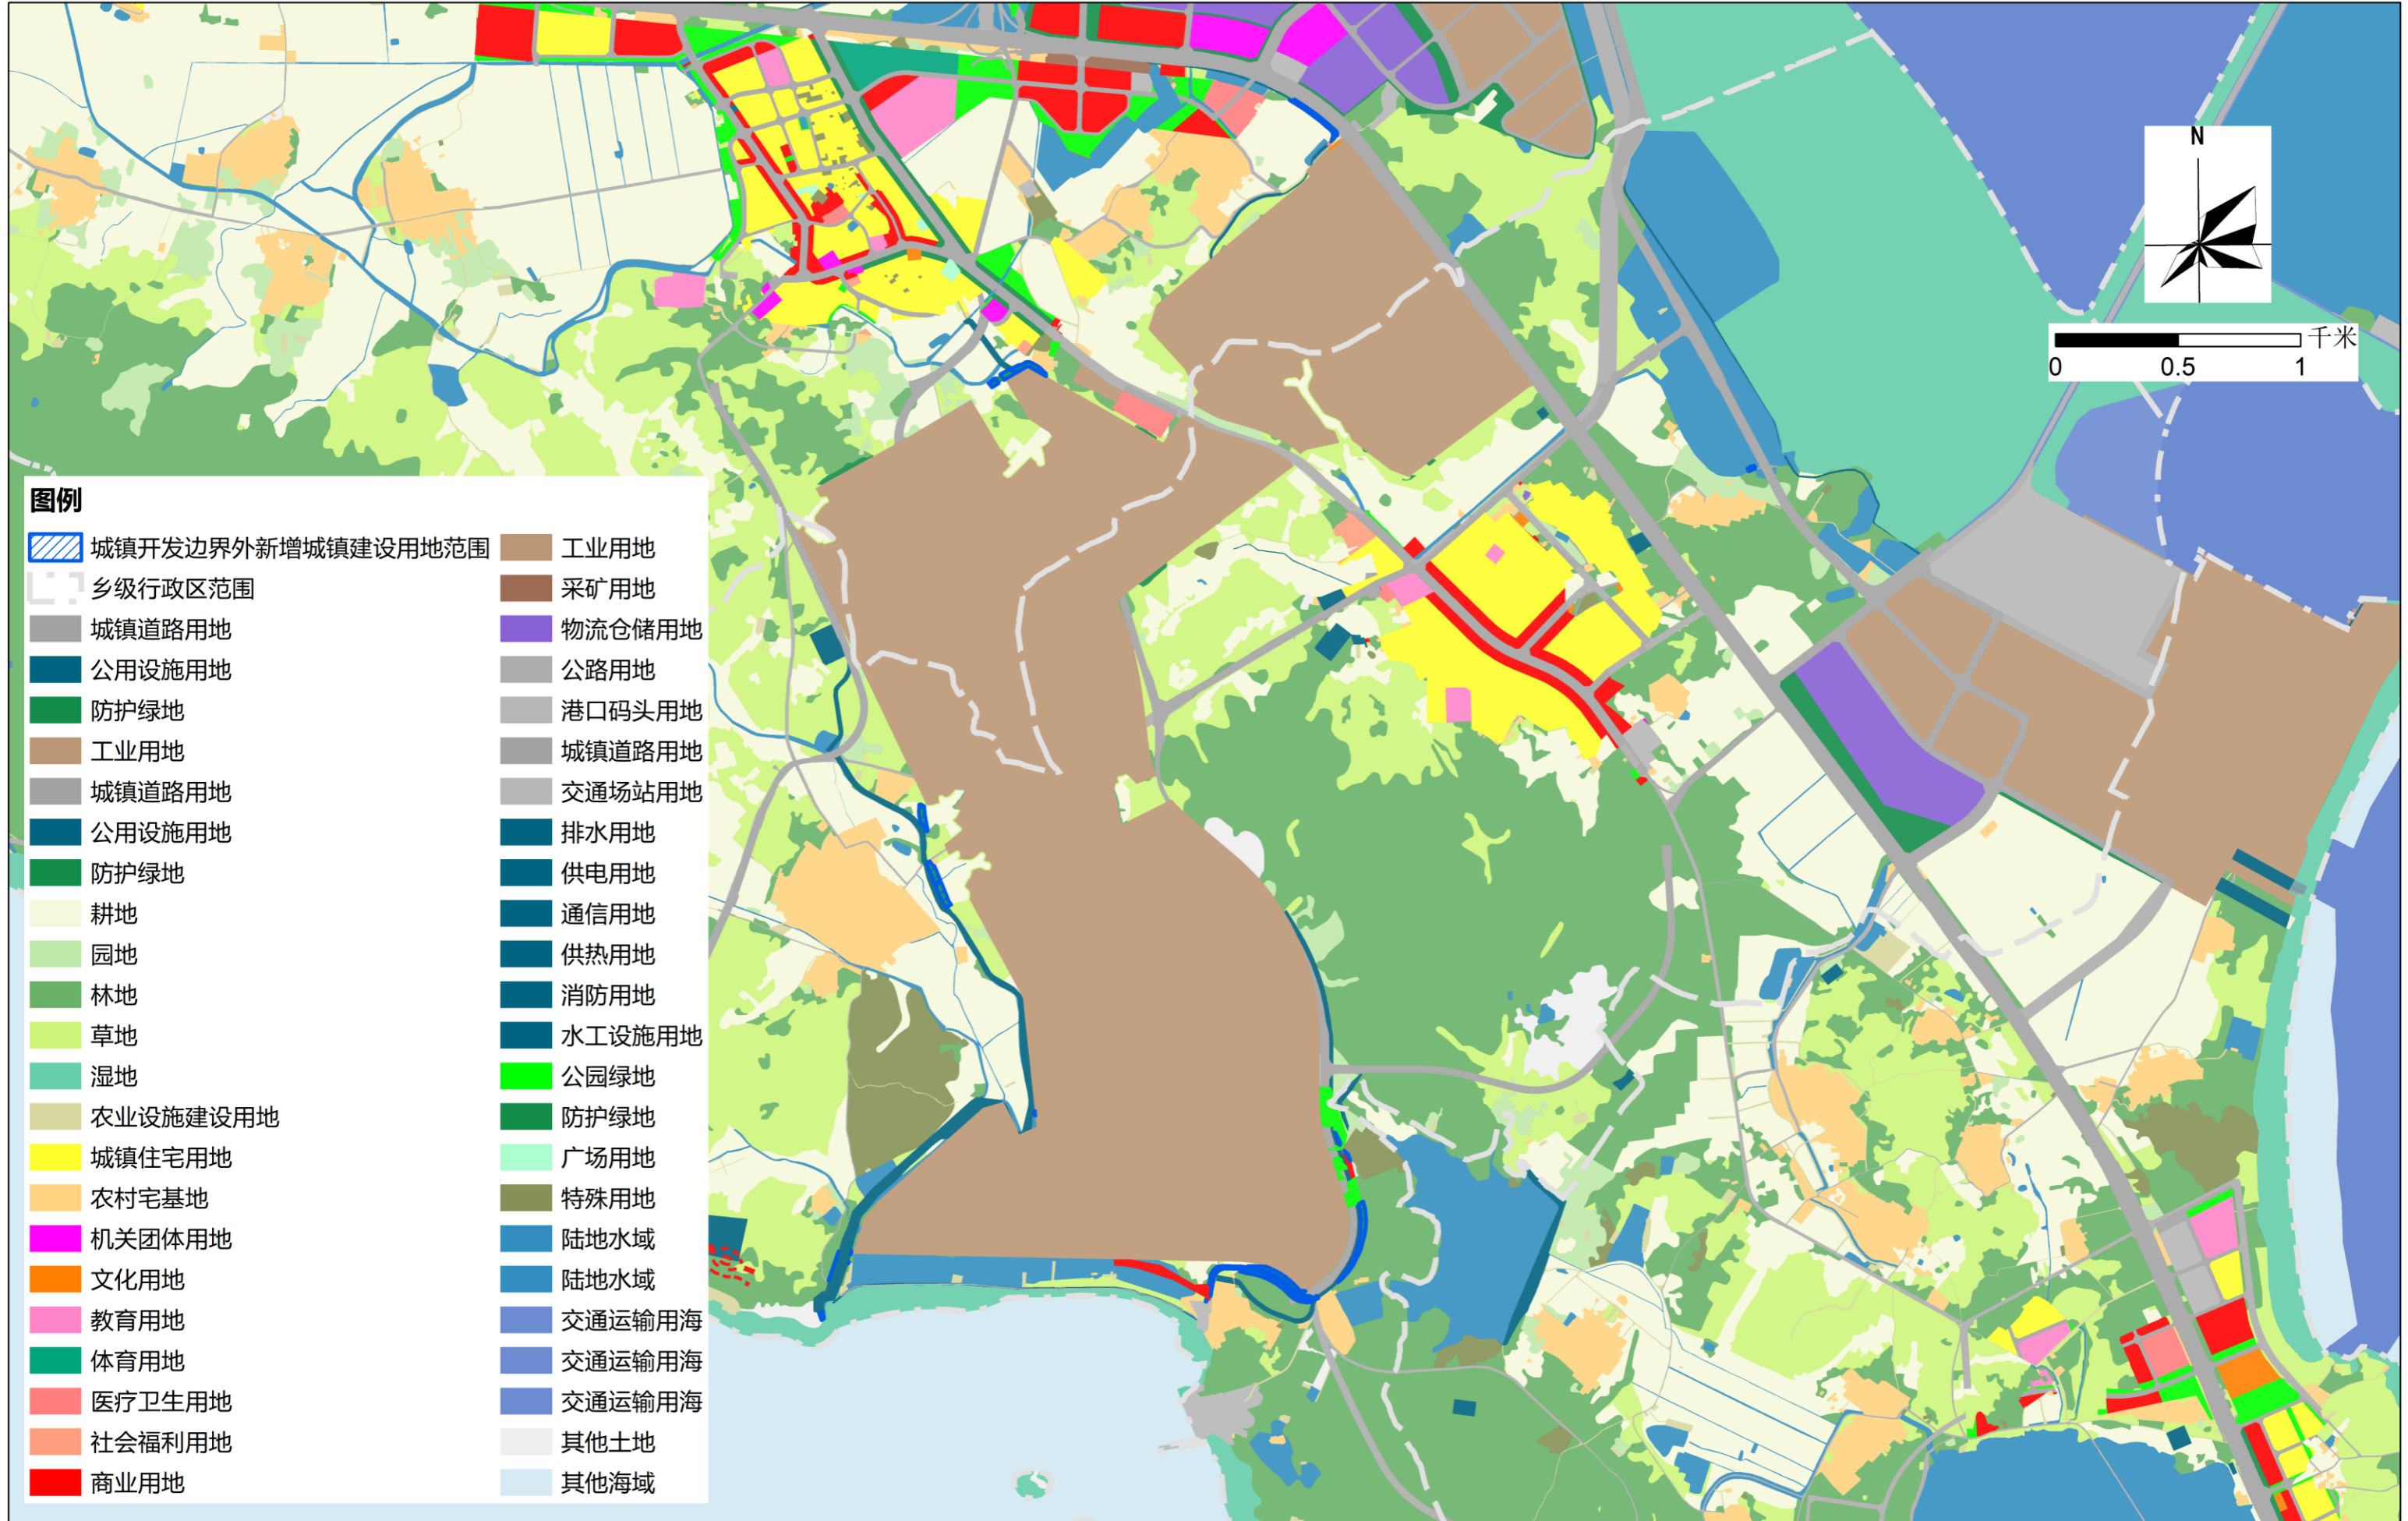 N
千米
0 0.5 1
图例
城镇开发边界外新增城镇建设用地范围
乡级行政区范围
城镇道路用地
公用设施用地
防护绿地
工业用地
城镇道路用地
公用设施用地
防护绿地
耕地
园地
林地
草地
湿地
农业设施建设用地
城镇住宅用地
农村宅基地
机关团体用地
文化用地
教育用地
体育用地
医疗卫生用地
社会福利用地
商业用地
工业用地
采矿用地
物流仓储用地
公路用地
港口码头用地
城镇道路用地
交通场站用地
排水用地
供电用地
通信用地
供热用地
消防用地
水工设施用地
公园绿地
防护绿地
广场用地
特殊用地
陆地水域
陆地水域
交通运输用海
交通运输用海
交通运输用海
其他土地
其他海域